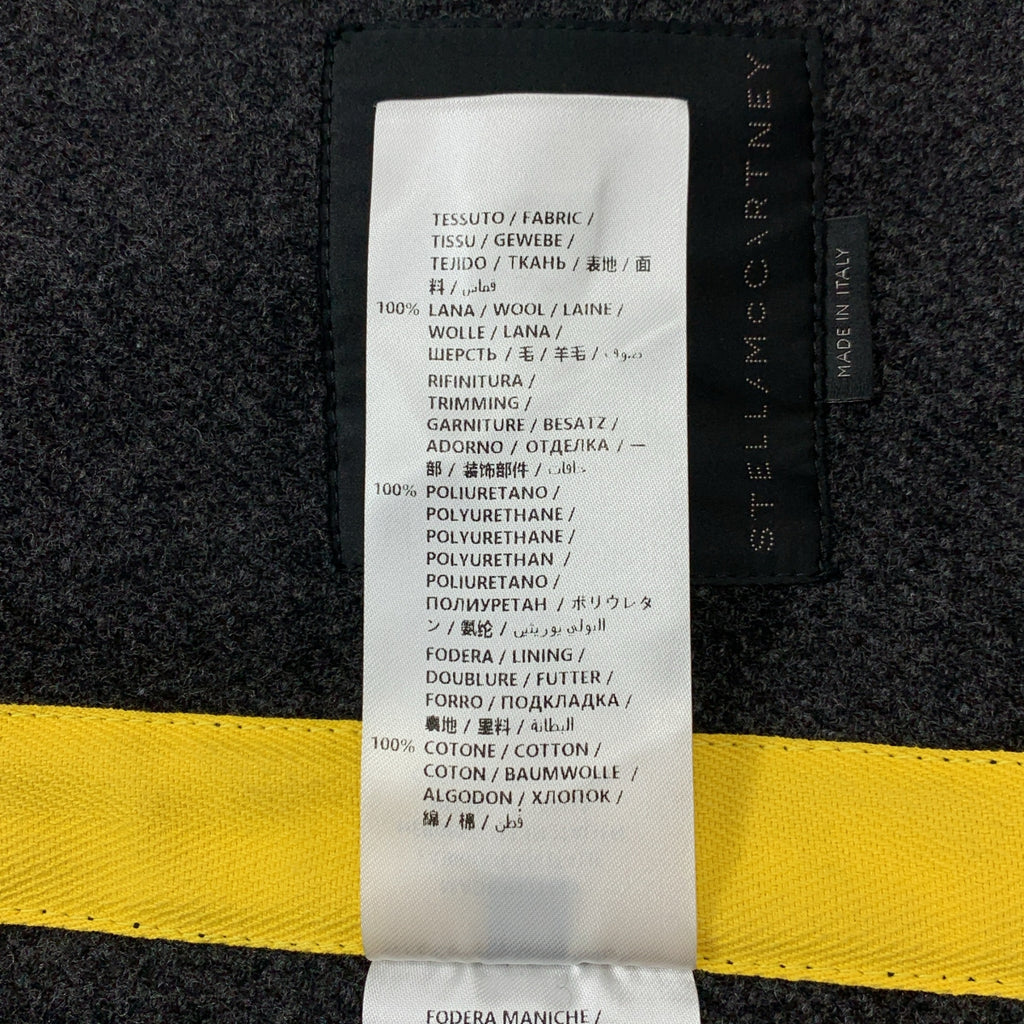 TESSUTO / FABRIC /
TISSU / GEWEBE /
TEJIDO / ТКАНЬ / 表地 / 面
料 / قماش
100% LANA / WOOL / LAINE /
WOLLE / LANA /
ШЕРСТЬ / 毛 / 羊毛 / صوف
RIFINITURA /
TRIMMING /
GARNITURE / BESATZ /
ADORNO / ОТДЕЛКА / 一
部 / 装饰部件 / حافات
100% POLIURETANO /
POLYURETHANE /
POLYURETHANE /
POLYURETHAN /
POLIURETANO /
ПОЛИУРЕТАН / ポリウレタ
ン / 氨纶 / البولي يوريثين
FODERA / LINING /
DOUBLURE / FUTTER /
FORRO / ПОДКЛАДКА /
裏地 / 里料 / البطانة
100% COTONE / COTTON /
COTON / BAUMWOLLE /
ALGODON / ХЛОПОК /
綿 / 棉 / قطن
FODERA MANICHE /
STELLA McCARTNEY
MADE IN ITALY